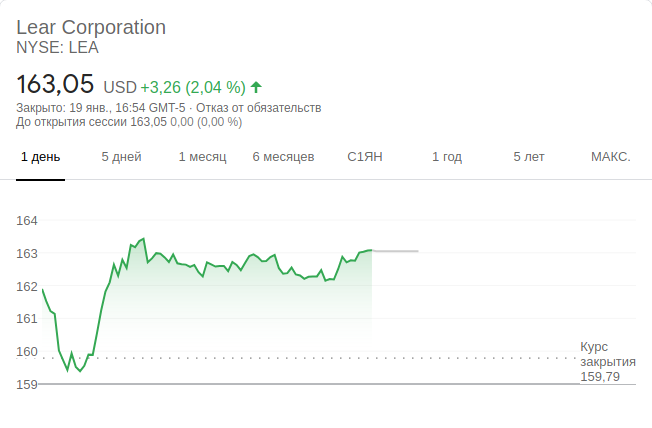 Lear Corporation
NYSE: LEA
163,05 USD +3,26 (2,04 %)
Закрыто: 19 янв., 16:54 GMT-5 · Отказ от обязательств
До открытия сессии 163,05 0,00 (0,00 %)
1 день 5 дней 1 месяц 6 месяцев С1ЯН 1 год 5 лет МАКС.
164
163
162
161
160
159
Курс
закрытия
159,79